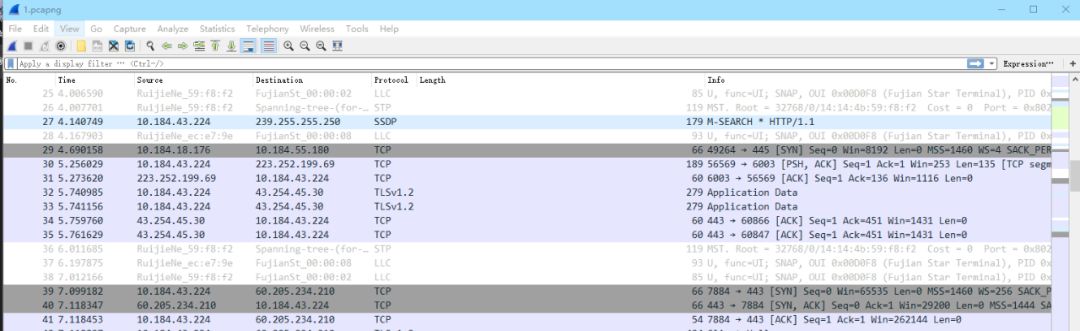 1.pcapng
File Edit View Go Capture Analyze Statistics Telephony Wireless Tools Help
Apply a display filter … <Ctrl-/> Expression… +
No. Time Source Destination Protocol Length Info
25 4.006590 RuijieNe_59:f8:f2 FujianSt_00:00:02 LLC 85 U, func=UI; SNAP, OUI 0x00D0F8 (Fujian Star Terminal), PID 0x
26 4.007701 RuijieNe_59:f8:f2 Spanning-tree-(for-… STP 119 MST. Root = 32768/0/14:14:4b:59:f8:f2 Cost = 0 Port = 0x802
27 4.140749 10.184.43.224 239.255.255.250 SSDP 179 M-SEARCH * HTTP/1.1
28 4.167903 RuijieNe_ec:e7:9e FujianSt_00:00:02 LLC 93 U, func=UI; SNAP, OUI 0x00D0F8 (Fujian Star Terminal), PID 0x
29 4.690158 10.184.18.176 10.184.55.180 TCP 66 49264 → 445 [SYN] Seq=0 Win=8192 Len=0 MSS=1460 WS=4 SACK_PER
30 5.256029 10.184.43.224 223.252.199.69 TCP 189 56569 → 6003 [PSH, ACK] Seq=1 Ack=1 Win=253 Len=135 [TCP segm
31 5.273620 223.252.199.69 10.184.43.224 TCP 60 6003 → 56569 [ACK] Seq=1 Ack=136 Win=1116 Len=0
32 5.740985 10.184.43.224 43.254.45.30 TLSv1.2 279 Application Data
33 5.741156 10.184.43.224 43.254.45.30 TLSv1.2 279 Application Data
34 5.759760 43.254.45.30 10.184.43.224 TCP 60 443 → 60866 [ACK] Seq=1 Ack=451 Win=1431 Len=0
35 5.761629 43.254.45.30 10.184.43.224 TCP 60 443 → 60847 [ACK] Seq=1 Ack=451 Win=1431 Len=0
36 6.011685 RuijieNe_59:f8:f2 Spanning-tree-(for-… STP 119 MST. Root = 32768/0/14:14:4b:59:f8:f2 Cost = 0 Port = 0x802
37 6.197875 RuijieNe_ec:e7:9e FujianSt_00:00:02 LLC 93 U, func=UI; SNAP, OUI 0x00D0F8 (Fujian Star Terminal), PID 0x
38 7.012166 RuijieNe_59:f8:f2 FujianSt_00:00:02 LLC 85 U, func=UI; SNAP, OUI 0x00D0F8 (Fujian Star Terminal), PID 0x
39 7.099182 10.184.43.224 60.205.234.210 TCP 66 7884 → 443 [SYN] Seq=0 Win=65535 Len=0 MSS=1460 WS=256 SACK_P
40 7.118347 60.205.234.210 10.184.43.224 TCP 66 443 → 7884 [SYN, ACK] Seq=0 Ack=1 Win=29200 Len=0 MSS=1444 SA
41 7.118453 10.184.43.224 60.205.234.210 TCP 54 7884 → 443 [ACK] Seq=1 Ack=1 Win=262144 Len=0